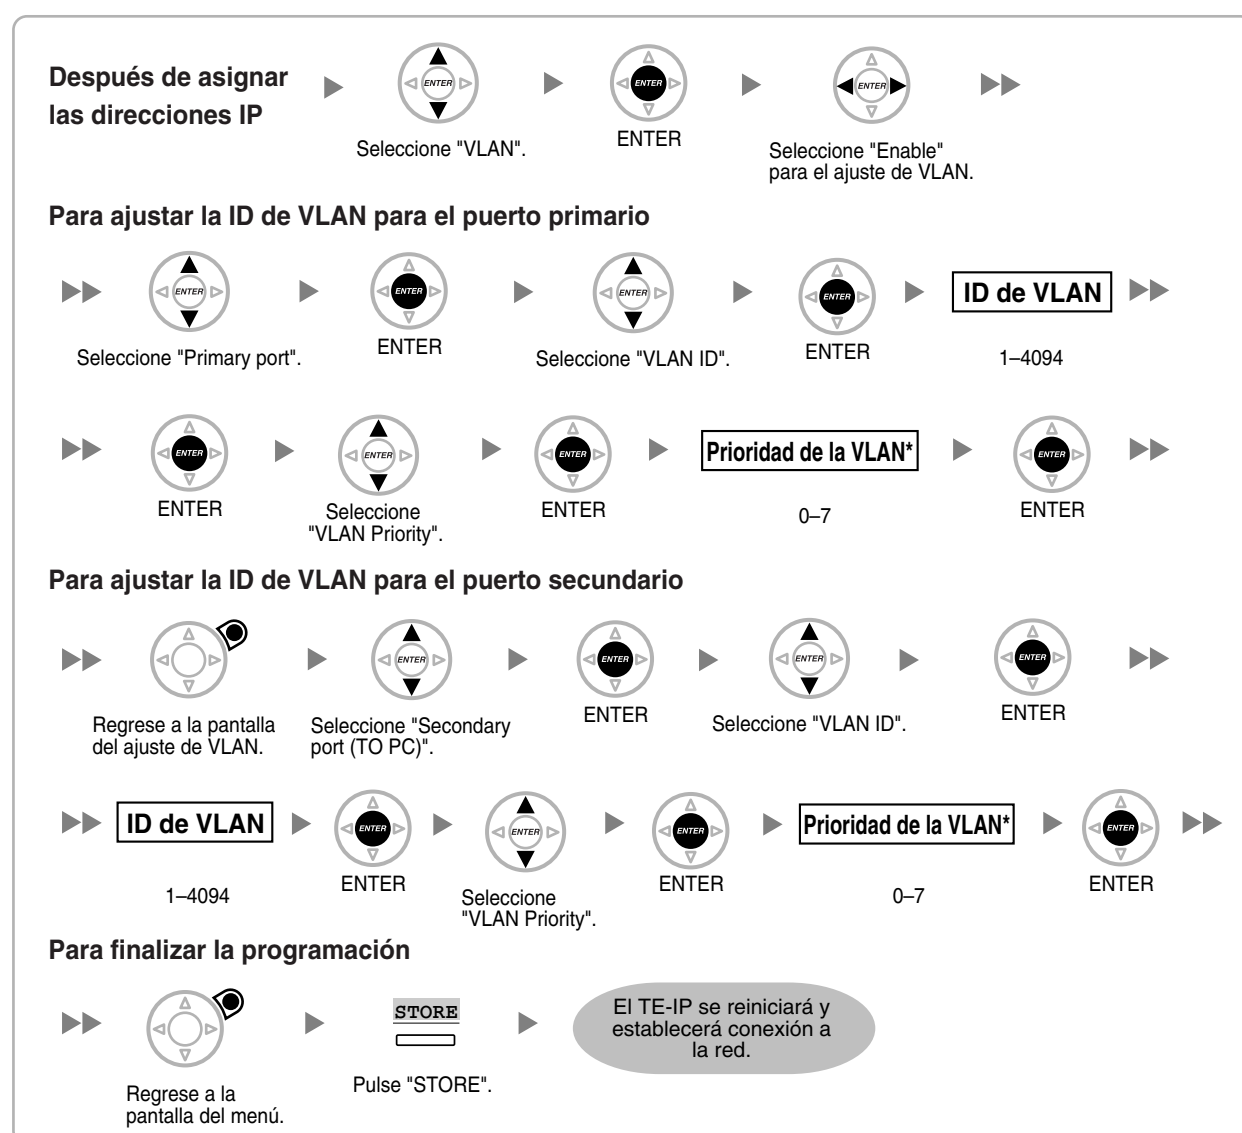 Después de asignar
las direcciones IP
ENTER
ENTER
ENTER
Seleccione "VLAN".
ENTER
Seleccione "Enable"
para el ajuste de VLAN.
Para ajustar la ID de VLAN para el puerto primario
ENTER
ENTER
ENTER
ENTER
ID de VLAN
Seleccione "Primary port".
ENTER
Seleccione "VLAN ID".
ENTER
1–4094
ENTER
ENTER
ENTER
Prioridad de la VLAN*
ENTER
ENTER
Seleccione
"VLAN Priority".
ENTER
0–7
ENTER
Para ajustar la ID de VLAN para el puerto secundario
ENTER
ENTER
ENTER
ENTER
Regrese a la pantalla
del ajuste de VLAN.
Seleccione "Secondary
port (TO PC)".
ENTER
Seleccione "VLAN ID".
ENTER
ID de VLAN
ENTER
ENTER
ENTER
Prioridad de la VLAN*
ENTER
1–4094
ENTER
Seleccione
"VLAN Priority".
ENTER
0–7
ENTER
Para finalizar la programación
STORE
El TE-IP se reiniciará y
establecerá conexión a
la red.
Regrese a la
pantalla del menú.
Pulse "STORE".